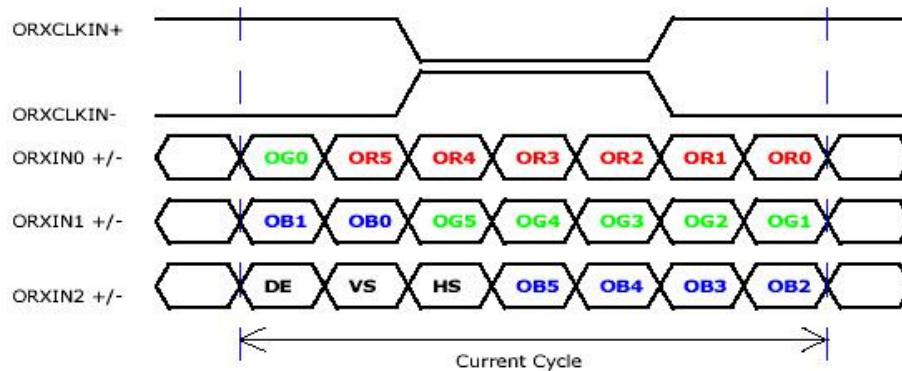 ORXCLKIN+
ORXCLKIN-
ORXIN0 +/- OG0 OR5 OR4 OR3 OR2 OR1 OR0
ORXIN1 +/- OB1 OB0 OG5 OG4 OG3 OG2 OG1
ORXIN2 +/- DE VS HS OB5 OB4 OB3 OB2
Current Cycle